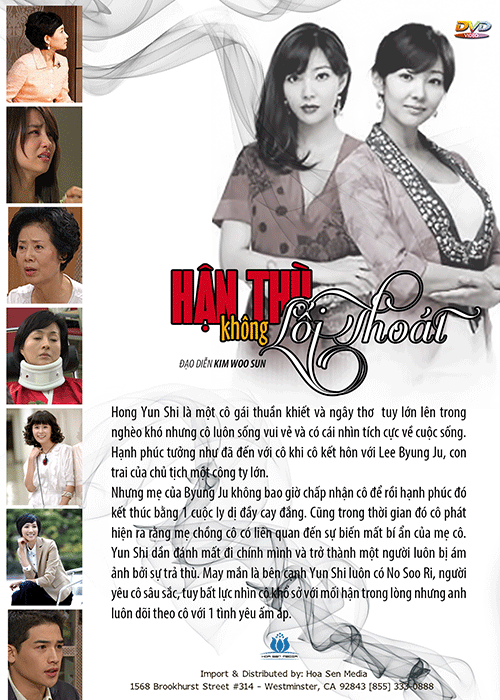 DVD
VIDEO
HẬN THÙ
không Lối Thoát
ĐẠO DIỄN KIM WOO SUN
Hong Yun Shi là một cô gái thuần khiết và ngây thơ tuy lớn lên trong
nghèo khó nhưng cô luôn sống vui vẻ và có cái nhìn tích cực về cuộc sống.
Hạnh phúc tưởng như đã đến với cô khi cô kết hôn với Lee Byung Ju, con
trai của chủ tịch một công ty lớn.
Nhưng mẹ của Byung Ju không bao giờ chấp nhận cô để rồi hạnh phúc đó
kết thúc bằng 1 cuộc ly dị đầy cay đắng. Cũng trong thời gian đó cô phát
hiện ra rằng mẹ chồng cô có liên quan đến sự biến mất bí ẩn của mẹ cô.
Yun Shi dần đánh mất đi chính mình và trở thành một người luôn bị ám
ảnh bởi sự trả thù. May mắn là bên cạnh Yun Shi luôn có No Soo Ri, người
yêu cô sâu sắc, tuy bất lực nhìn cô khổ sở với mối hận trong lòng nhưng anh
luôn dõi theo cô với 1 tình yêu ấm áp.
HOA SEN MEDIA
Import & Distributed by: Hoa Sen Media
1568 Brookhurst Street #314 - Westminster, CA 92843 [855] 333-0888